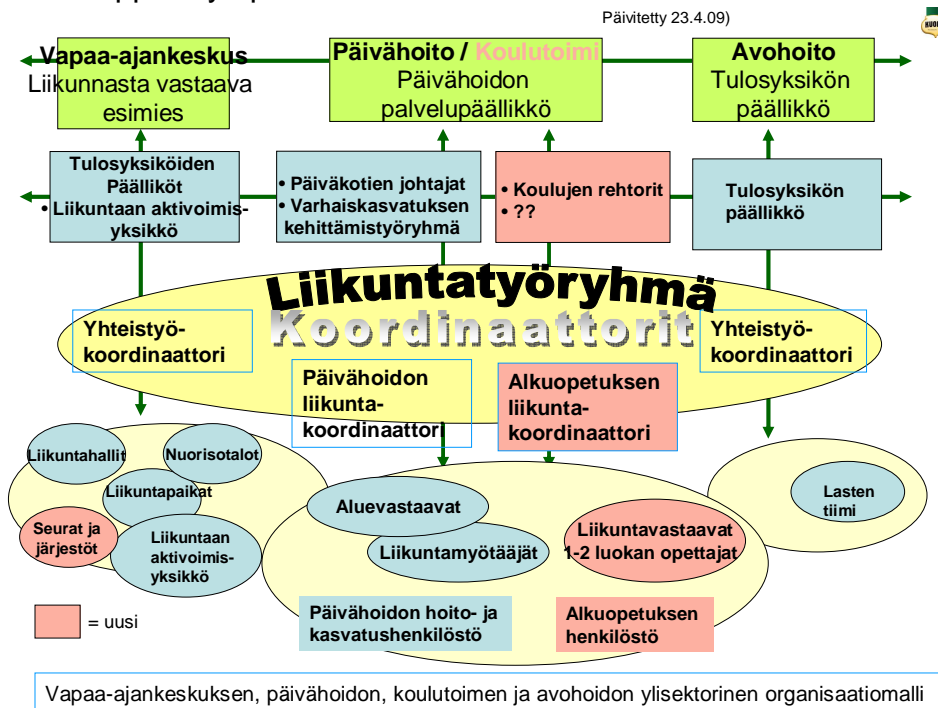 Päivitetty 23.4.09)
KUOP
Vapaa-ajankeskus
Liikunnasta vastaava
esimies
Päivähoito / Koulutoimi
Päivähoidon
palvelupäällikkö
Avohoito
Tulosyksikön
päällikkö
Tulosyksiköiden
Päälliköt
• Liikuntaan aktivoimis-
yksikkö
• Päiväkotien johtajat
• Varhaiskasvatuksen
kehittämistyöryhmä
• Koulujen rehtorit
• ??
Tulosyksikön
päällikkö
Liikuntatyöryhmä
Koordinaattorit
Yhteistyö-
koordinaattori
Päivähoidon
liikunta-
koordinaattori
Alkuopetuksen
liikunta-
koordinaattori
Yhteistyö-
koordinaattori
Liikuntahallit
Nuorisotalot
Liikuntapaikat
Seurat ja
järjestöt
Liikuntaan
aktivoimis-
yksikkö
Aluevastaavat
Liikuntamyötääjät
Liikuntavastaavat
1-2 luokan opettajat
Lasten
tiimi
Päivähoidon hoito- ja
kasvatushenkilöstö
Alkuopetuksen
henkilöstö
= uusi
Vapaa-ajankeskuksen, päivähoidon, koulutoimen ja avohoidon ylisektorinen organisaatiomalli